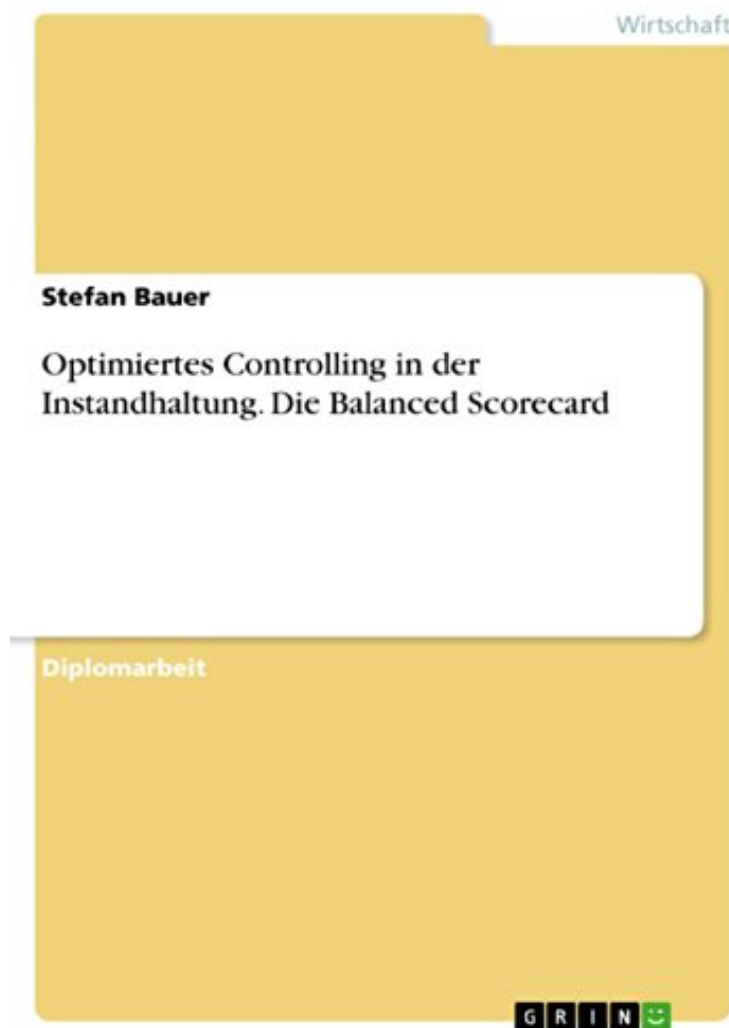 Wirtschaft
Stefan Bauer
Optimiertes Controlling in der
Instandhaltung. Die Balanced Scorecard
Diplomarbeit
GRIN